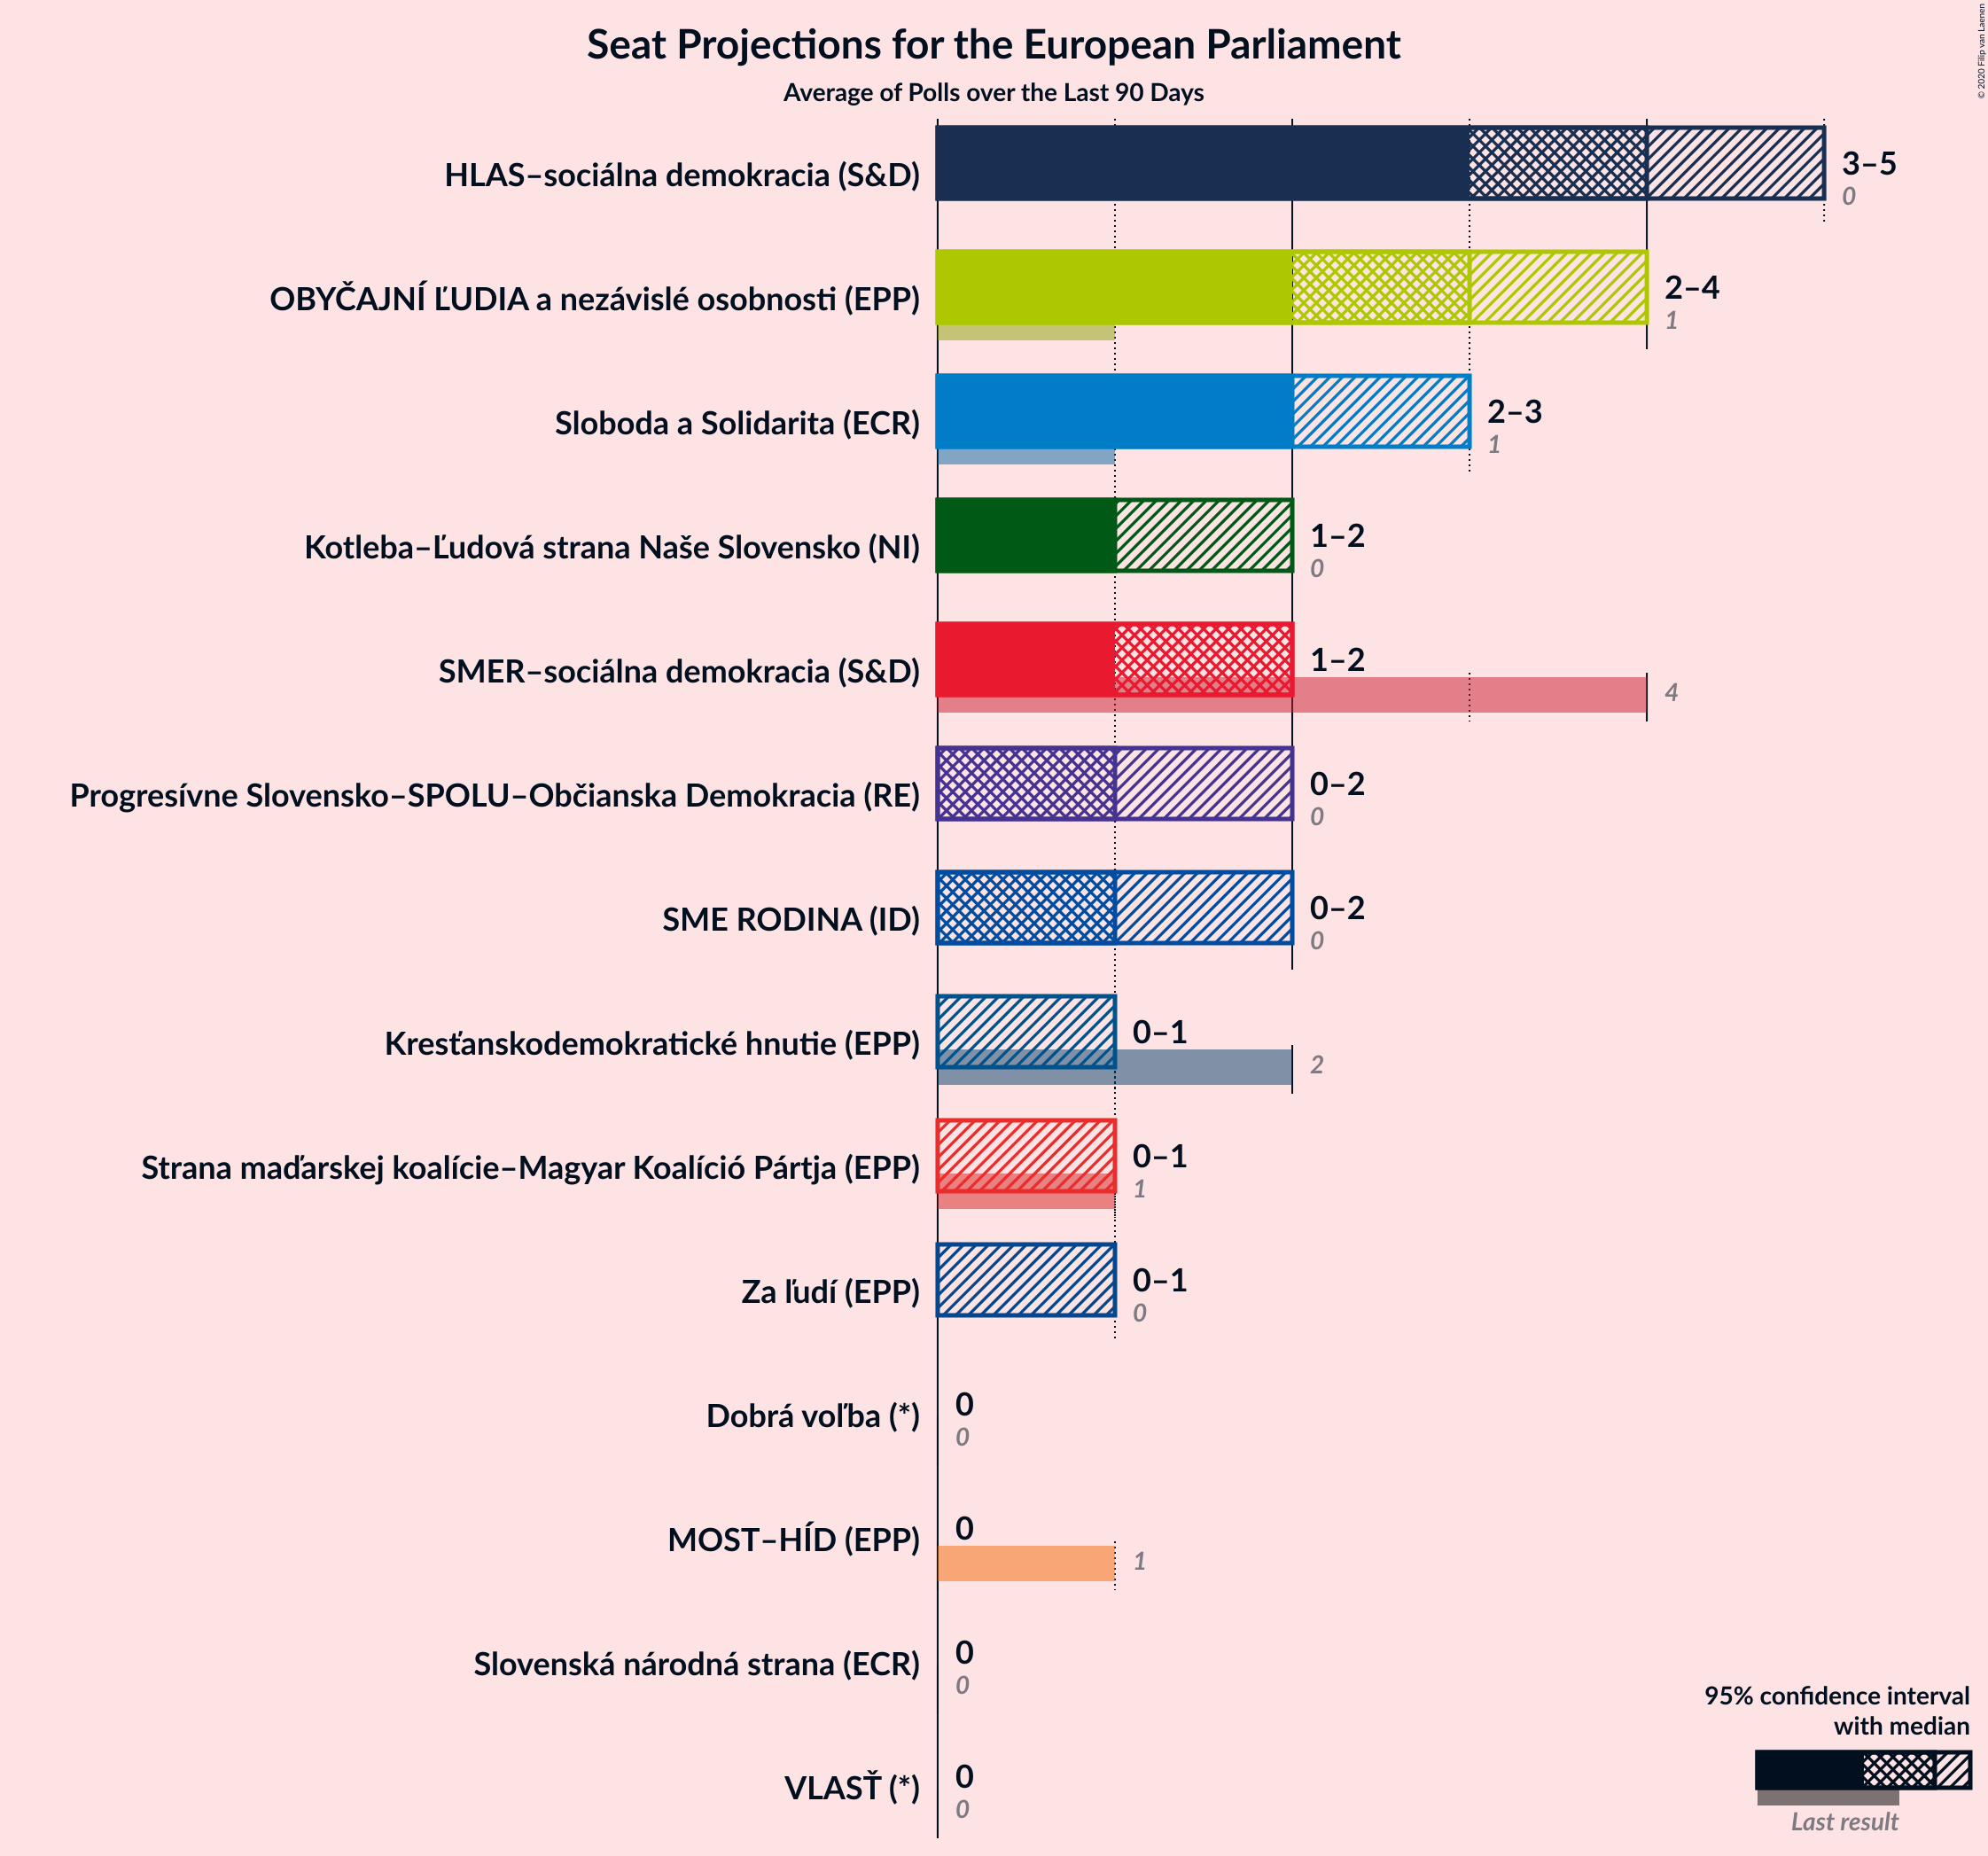 © 2020 Filip van Laenen
Seat Projections for the European Parliament
Average of Polls over the Last 90 Days
HLAS–sociálna demokracia (S&D)
3–5
0
OBYČAJNÍ ĽUDIA a nezávislé osobnosti (EPP)
2–4
1
Sloboda a Solidarita (ECR)
2–3
1
Kotleba–Ľudová strana Naše Slovensko (NI)
1–2
0
SMER–sociálna demokracia (S&D)
1–2
4
Progresívne Slovensko–SPOLU–Občianska Demokracia (RE)
0–2
0
SME RODINA (ID)
0–2
0
Kresťanskodemokratické hnutie (EPP)
0–1
2
Strana maďarskej koalície–Magyar Koalíció Pártja (EPP)
0–1
1
Za ľudí (EPP)
0–1
0
Dobrá voľba (*)
0
0
MOST–HÍD (EPP)
0
1
Slovenská národná strana (ECR)
0
0
VLASŤ (*)
0
0
95% confidence interval
with median
Last result